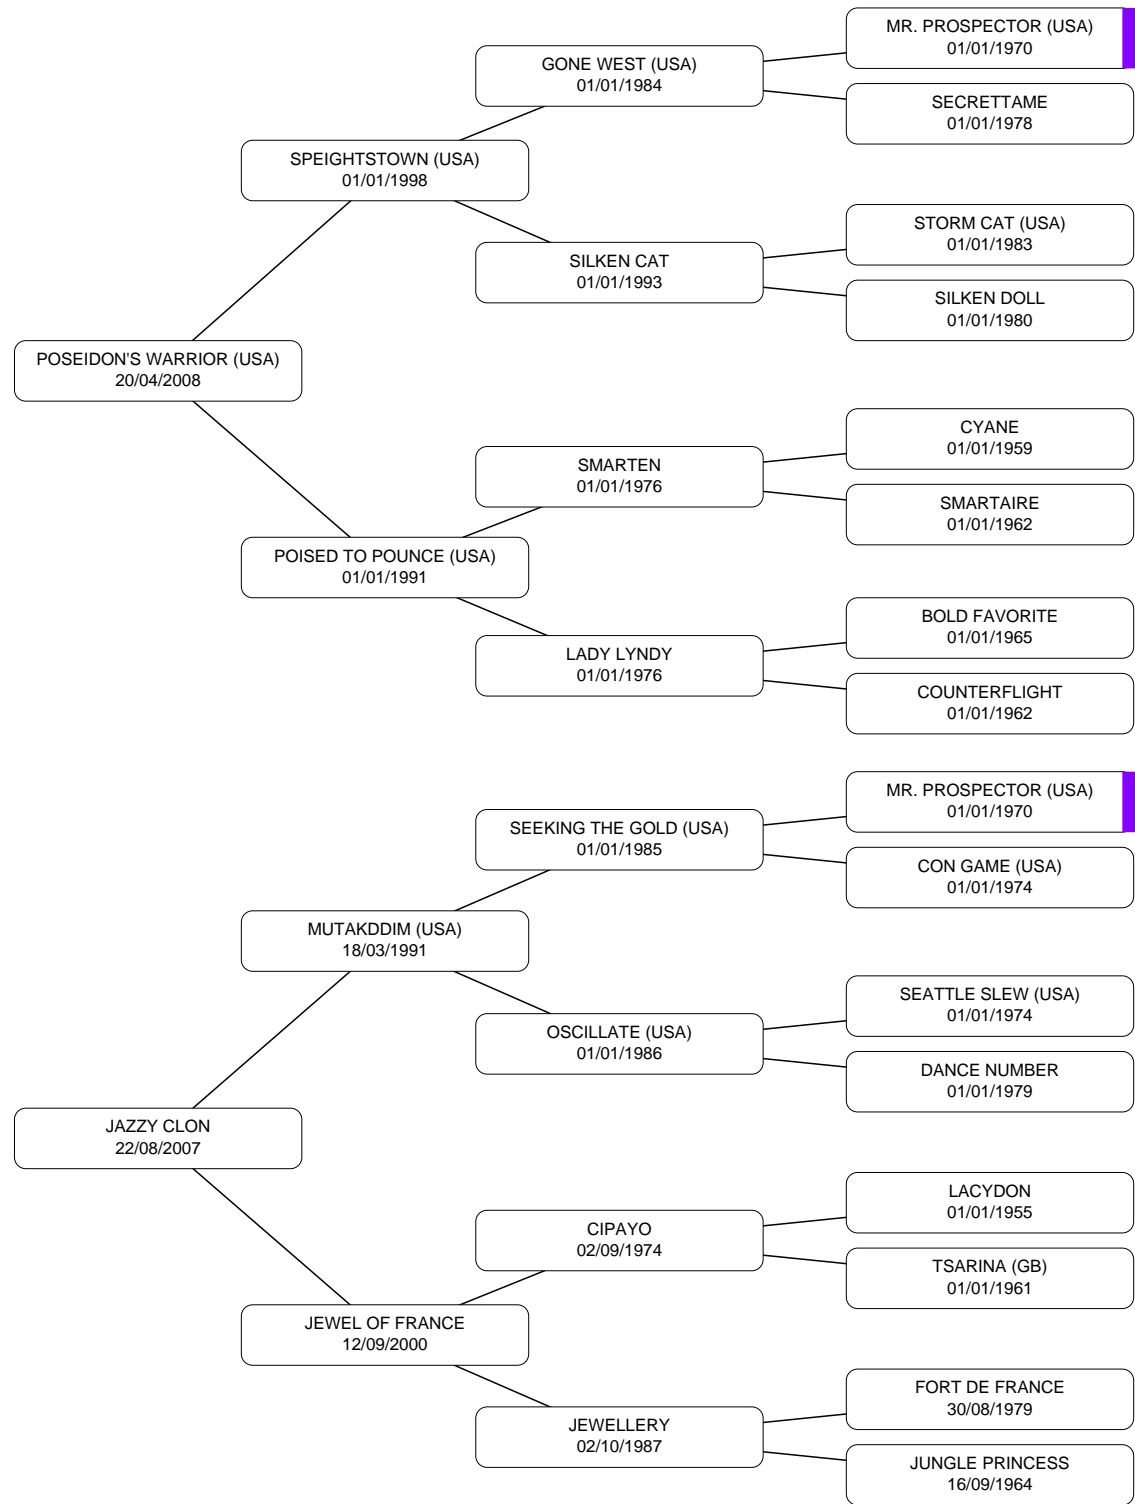 MR. PROSPECTOR (USA)
01/01/1970
GONE WEST (USA)
01/01/1984
SECRETTAME
01/01/1978
SPEIGHTSTOWN (USA)
01/01/1998
STORM CAT (USA)
01/01/1983
SILKEN CAT
01/01/1993
SILKEN DOLL
01/01/1980
POSEIDON'S WARRIOR (USA)
20/04/2008
CYANE
01/01/1959
SMARTEN
01/01/1976
SMARTAIRE
01/01/1962
POISED TO POUNCE (USA)
01/01/1991
BOLD FAVORITE
01/01/1965
LADY LYNDY
01/01/1976
COUNTERFLIGHT
01/01/1962
MR. PROSPECTOR (USA)
01/01/1970
SEEKING THE GOLD (USA)
01/01/1985
CON GAME (USA)
01/01/1974
MUTAKDDIM (USA)
18/03/1991
SEATTLE SLEW (USA)
01/01/1974
OSCILLATE (USA)
01/01/1986
DANCE NUMBER
01/01/1979
JAZZY CLON
22/08/2007
LACYDON
01/01/1955
CIPAYO
02/09/1974
TSARINA (GB)
01/01/1961
JEWEL OF FRANCE
12/09/2000
FORT DE FRANCE
30/08/1979
JEWELLERY
02/10/1987
JUNGLE PRINCESS
16/09/1964